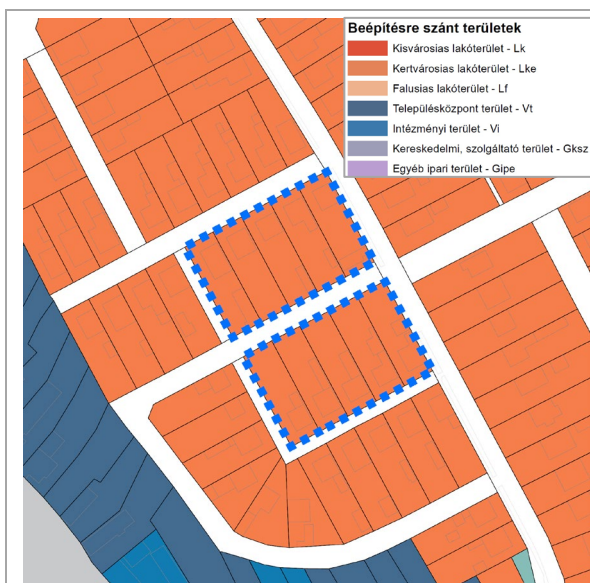 Beépítésre szánt területek
Kisvárosias lakóterület - Lk
Kertvárosias lakóterület - Lke
Falusias lakóterület - Lf
Településközpont terület - Vt
Intézményi terület - Vi
Kereskedelmi, szolgáltató terület - Gksz
Egyéb ipari terület - Gipe